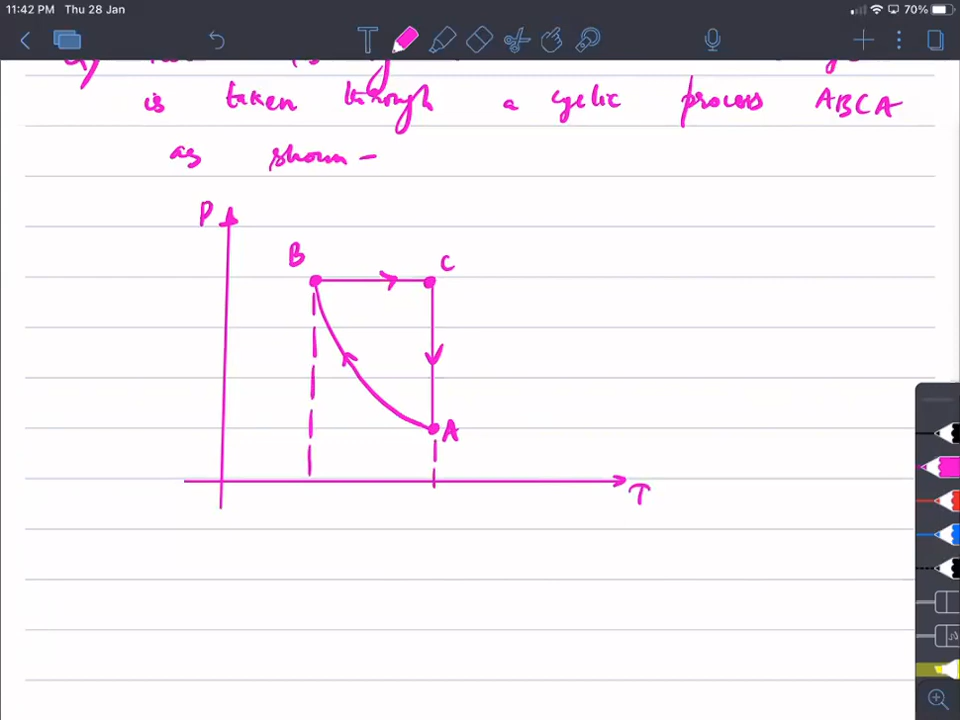 11:42 PM Thu 28 Jan
70%
T
is taken through a cyclic process ABCA
as shown -
P
B
C
A
T